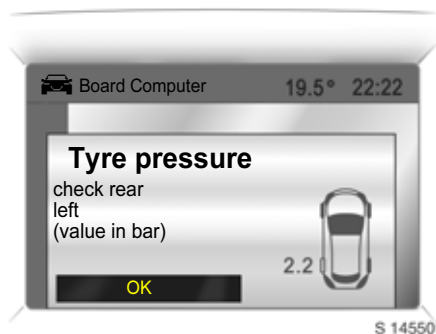 Board Computer 19.5° 22:22
Tyre pressure
check rear
left
(value in bar)
2.2
OK
S 14550